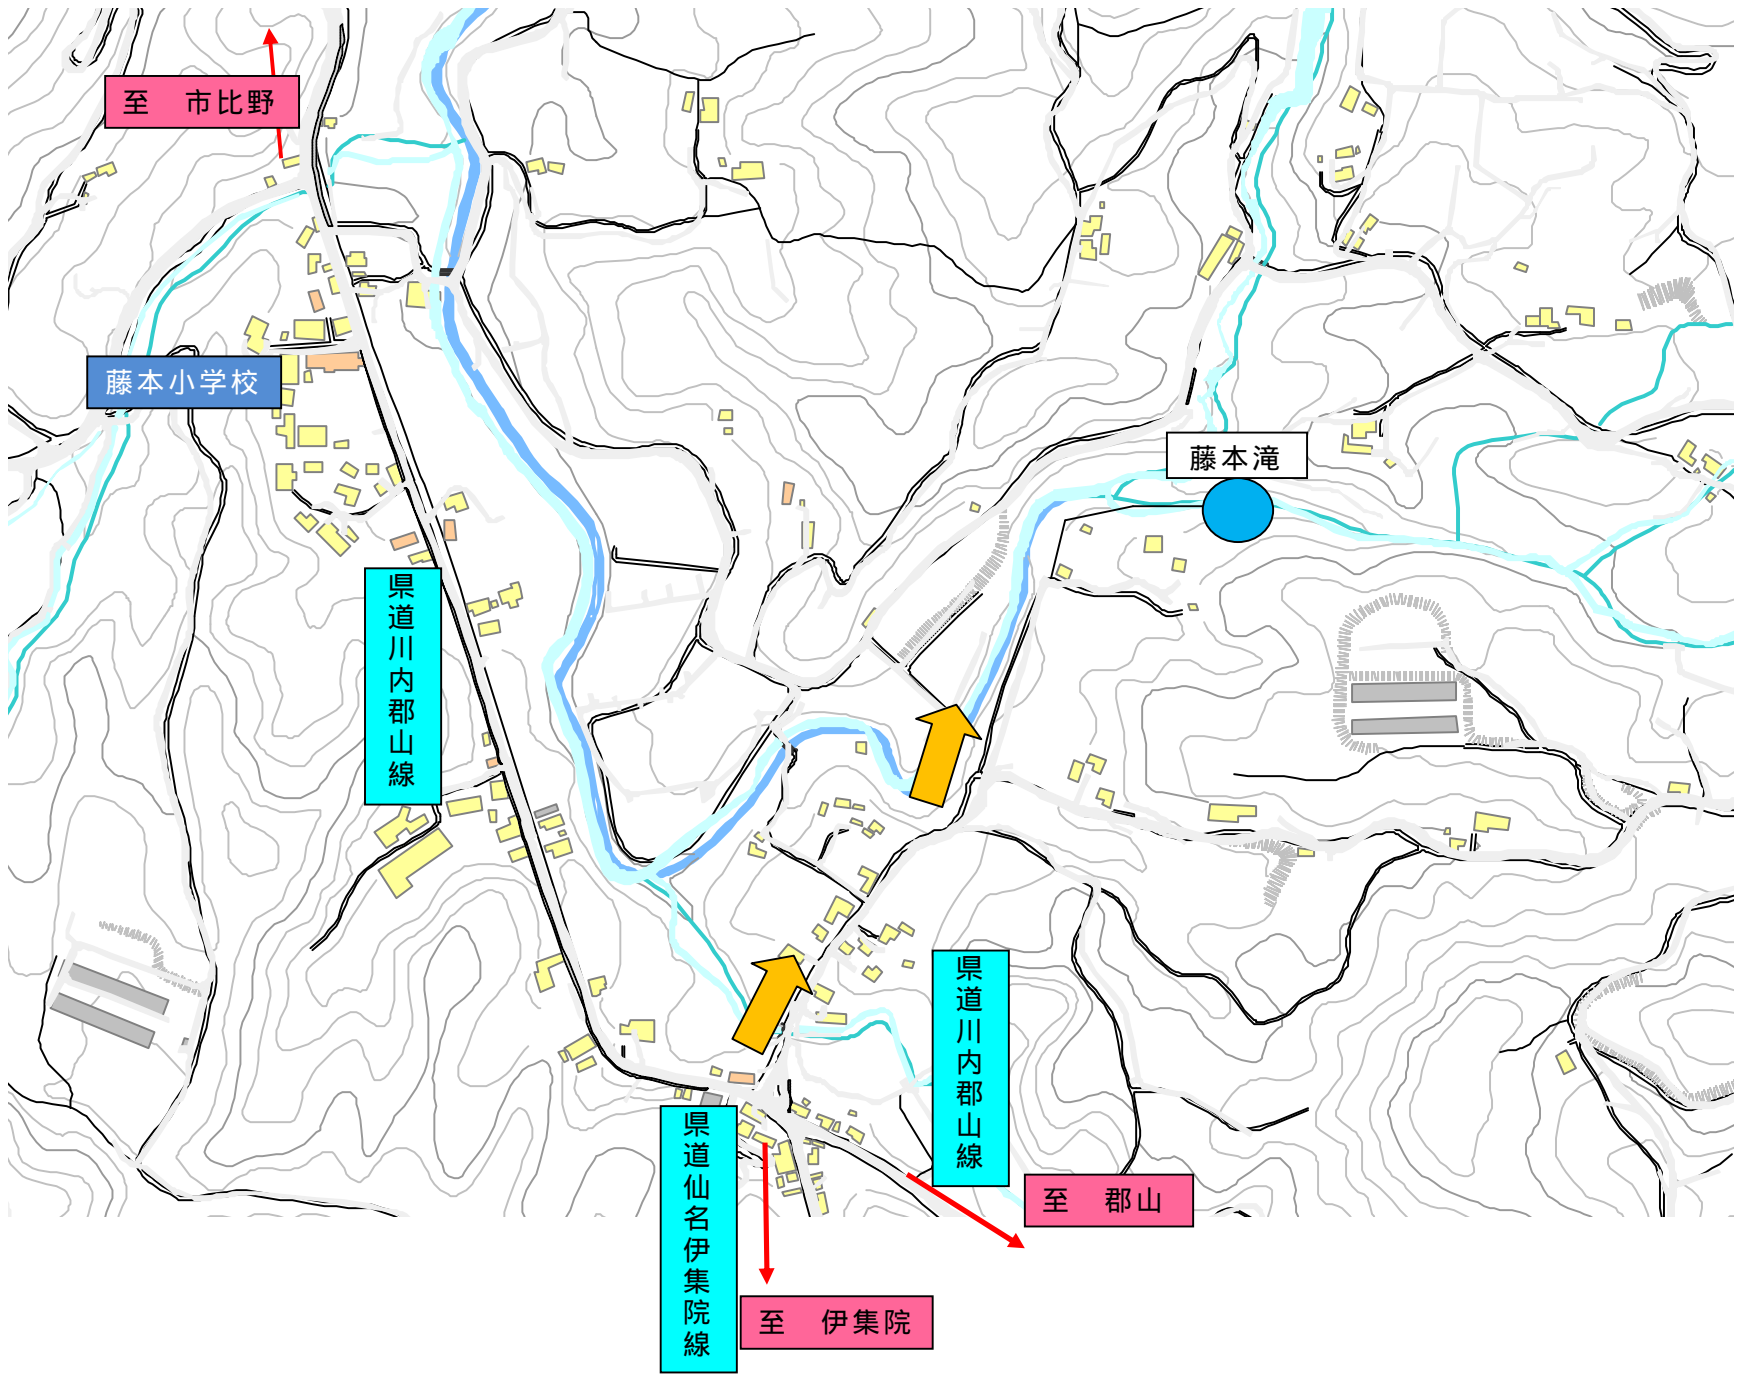 至　市比野
藤本小学校
藤本滝
県道川内郡山線
県道川内郡山線
県道仙名伊集院線
至　郡山
至　伊集院